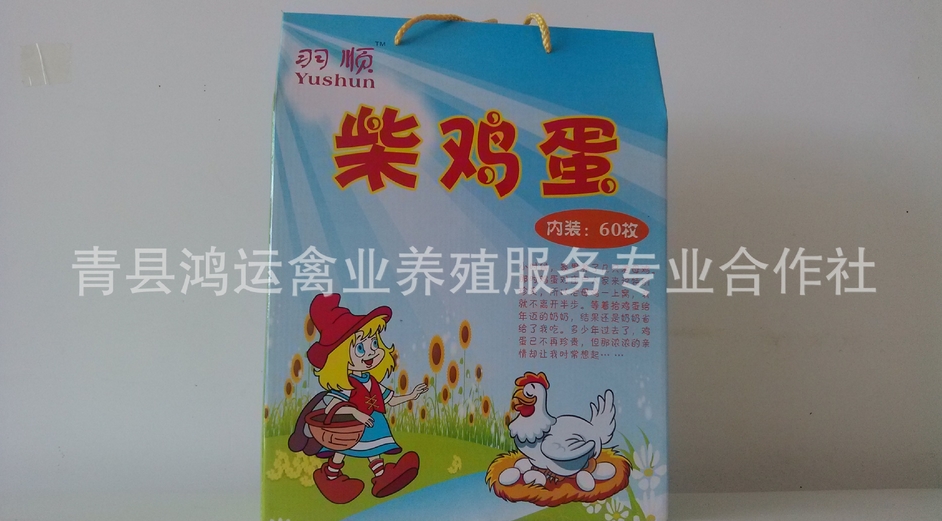 羽顺™
Yushun
柴鸡蛋
内装：60枚
青县鸿运禽业养殖服务专业合作社
就不离开半步。等着捡鸡蛋给
年迈的奶奶，结果还是奶奶省
给了我吃。多少年过去了，鸡
蛋已不再珍贵，但那浓浓的亲
情却让我时常想起… …